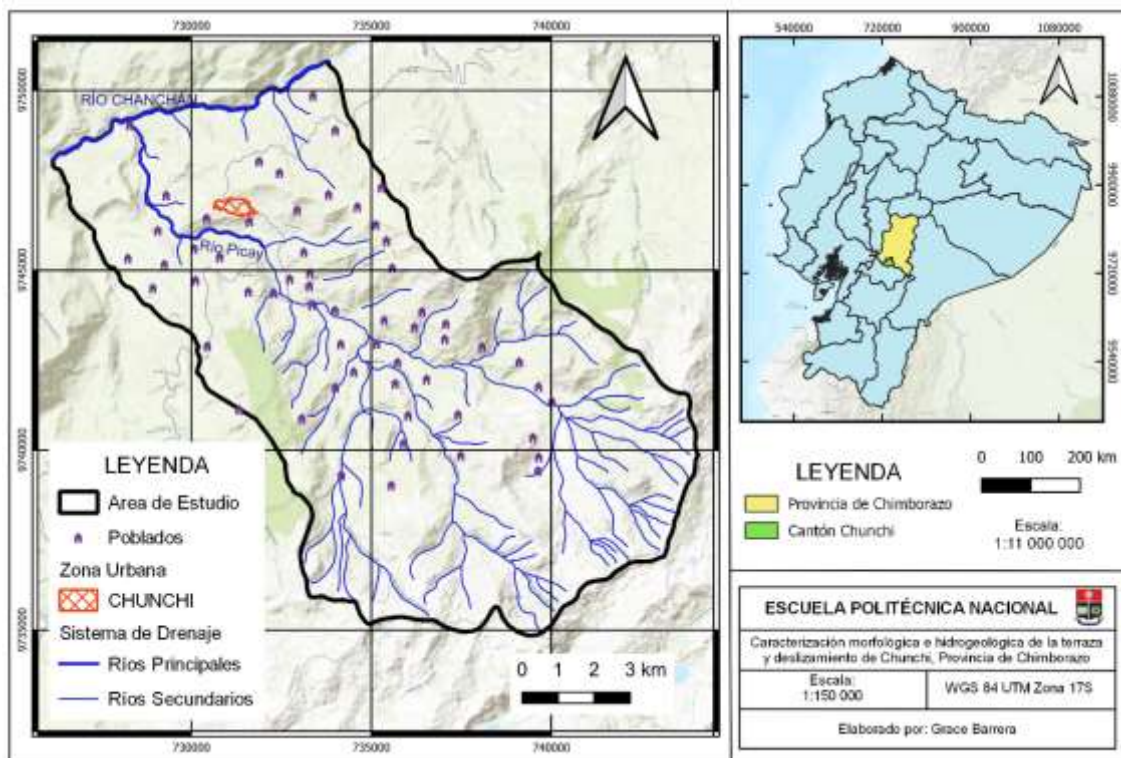 730000
735000
740000
9750000
9745000
9740000
9735000
RÍO CHANCHÁN
Río Picay
LEYENDA
Area de Estudio
Poblados
Zona Urbana
CHUNCHI
Sistema de Drenaje
Ríos Principales
Ríos Secundarios
0 1 2 3 km
730000
735000
740000
540000
720000
900000
1080000
10080000
9900000
9720000
9540000
LEYENDA
Provincia de Chimborazo
Cantón Chunchi
0 100 200 km
Escala:
1:11 000 000
ESCUELA POLITÉCNICA NACIONAL
Caracterización morfológica e hidrogeológica de la terraza
y deslizamiento de Chunchi, Provincia de Chimborazo
Escala:
1:150 000
WGS 84 UTM Zona 17S
Elaborado por: Grace Barrera